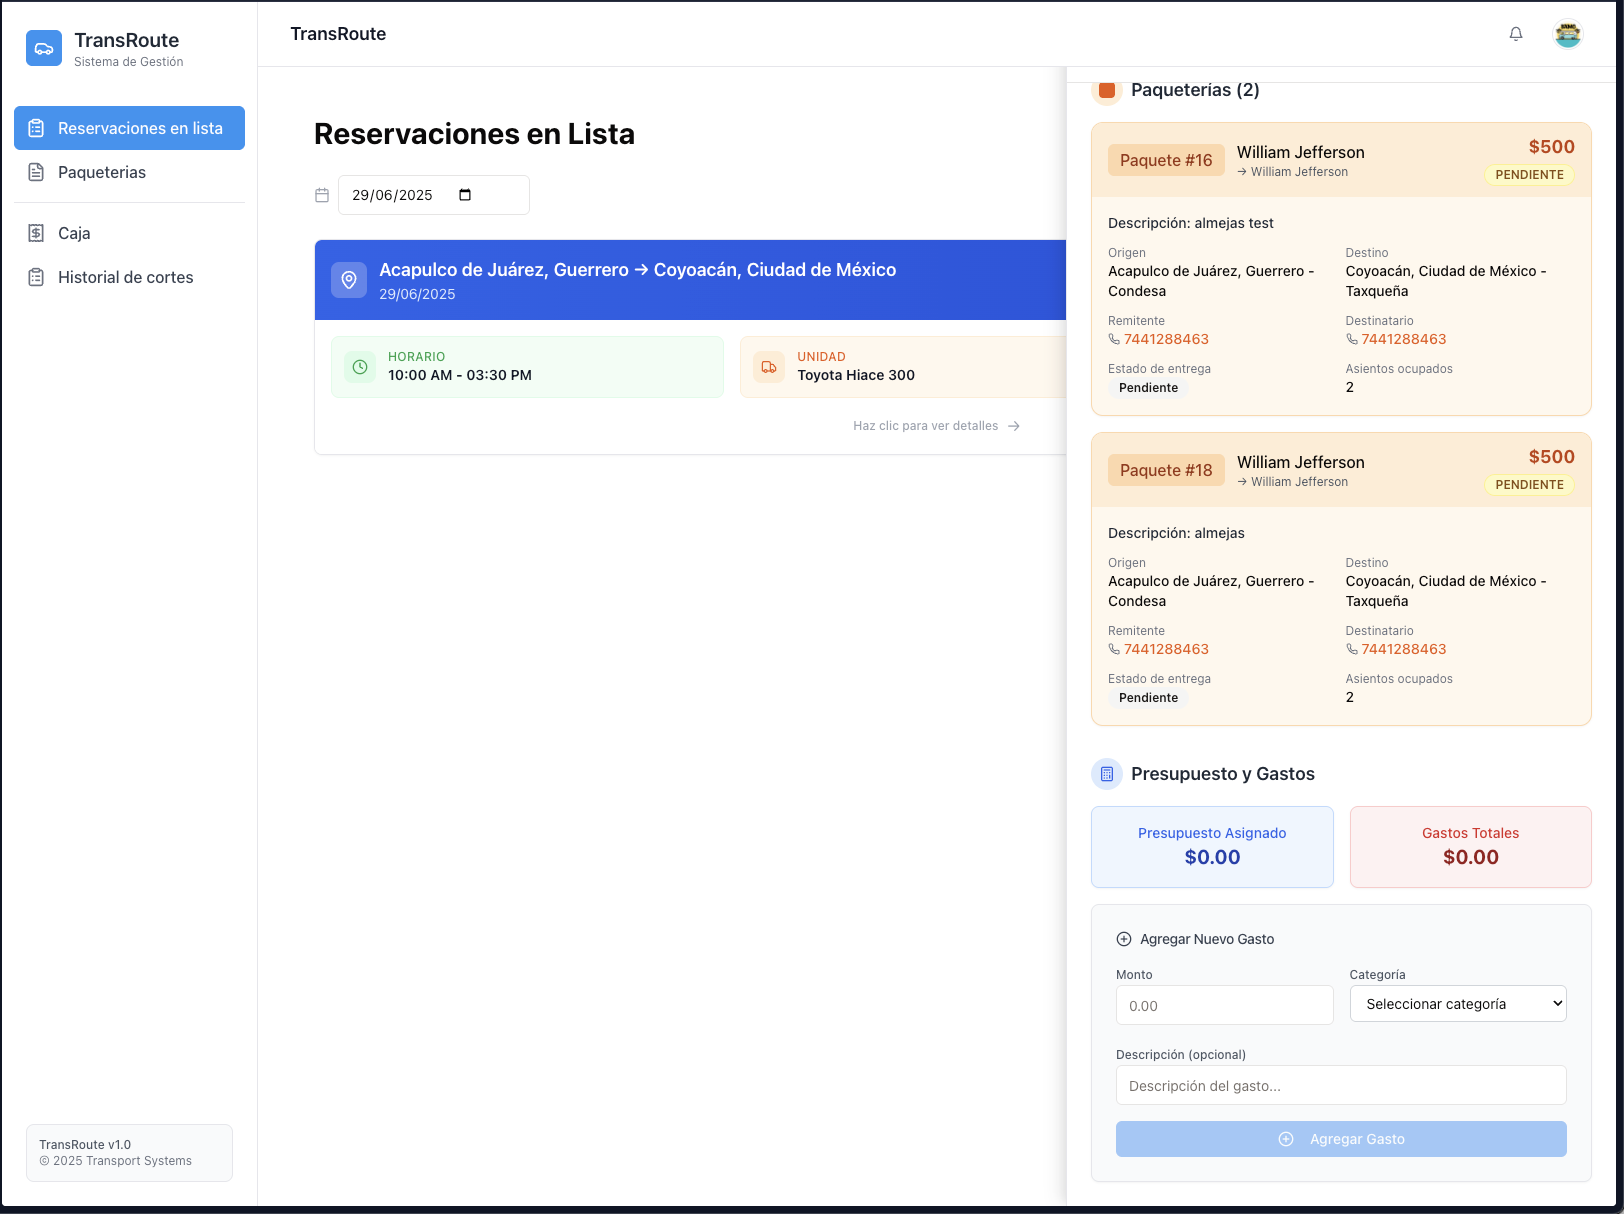 TransRoute
Sistema de Gestión
Reservaciones en lista
Paqueterias
Caja
Historial de cortes
TransRoute v1.0
© 2025 Transport Systems
TransRoute
Reservaciones en Lista
29/06/2025
Acapulco de Juárez, Guerrero → Coyoacán, Ciudad de México
29/06/2025
HORARIO
10:00 AM - 03:30 PM
UNIDAD
Toyota Hiace 300
Haz clic para ver detalles →
Paqueterías (2)
Paquete #16
William Jefferson
→ William Jefferson
$500
PENDIENTE
Descripción: almejas test
Origen
Acapulco de Juárez, Guerrero -
Condesa
Destino
Coyoacán, Ciudad de México -
Taxqueña
Remitente
7441288463
Destinatario
7441288463
Estado de entrega
Pendiente
Asientos ocupados
2
Paquete #18
William Jefferson
→ William Jefferson
$500
PENDIENTE
Descripción: almejas
Origen
Acapulco de Juárez, Guerrero -
Condesa
Destino
Coyoacán, Ciudad de México -
Taxqueña
Remitente
7441288463
Destinatario
7441288463
Estado de entrega
Pendiente
Asientos ocupados
2
Presupuesto y Gastos
Presupuesto Asignado
$0.00
Gastos Totales
$0.00
Agregar Nuevo Gasto
Monto
0.00
Categoría
Seleccionar categoría
Descripción (opcional)
Descripción del gasto...
Agregar Gasto